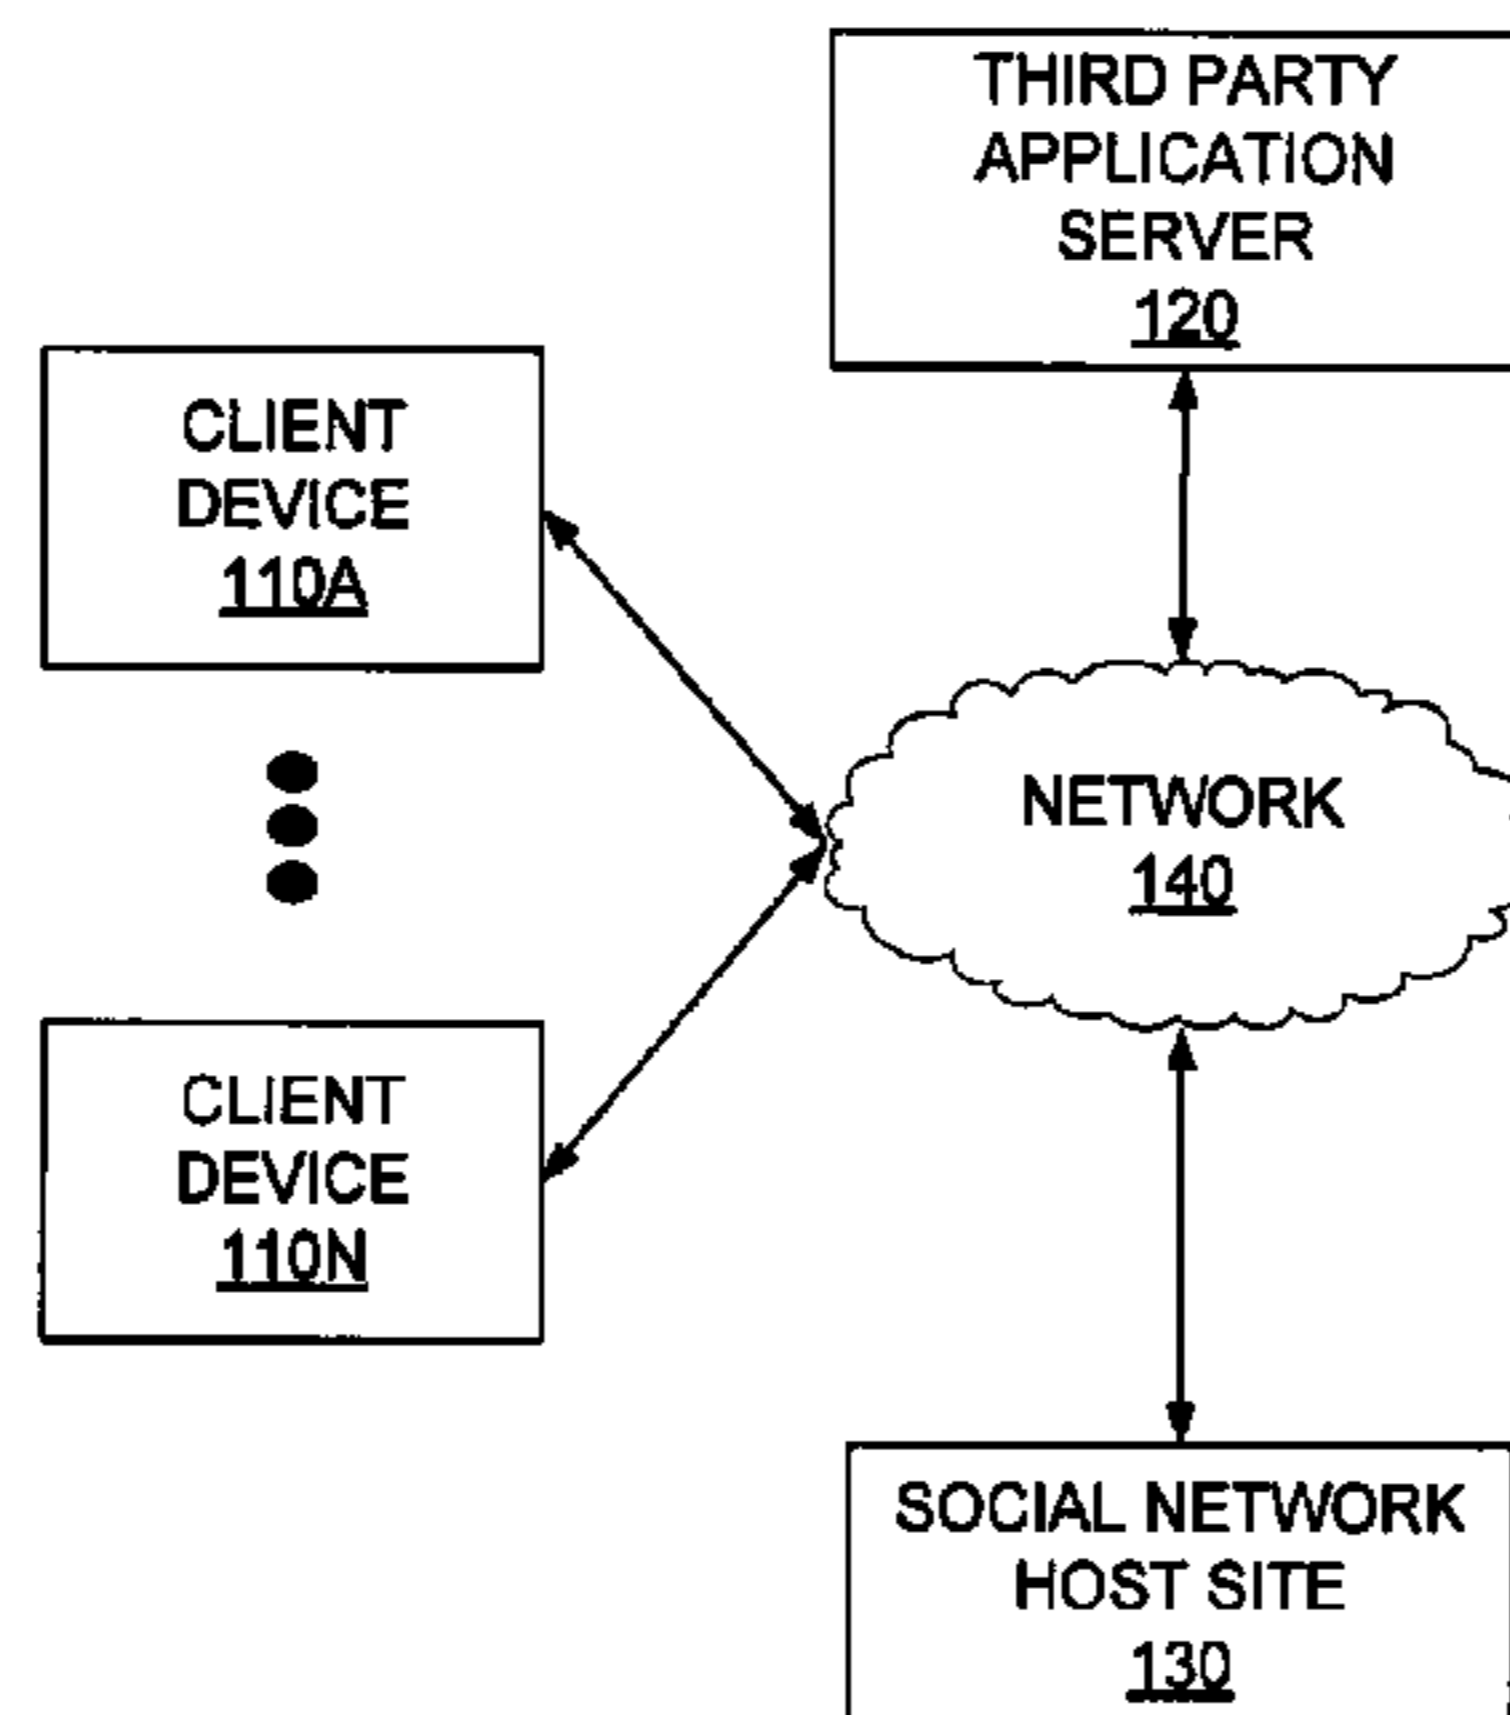 THIRD PARTY
APPLICATION
SERVER
120
CLIENT
DEVICE
110A
NETWORK
140
CLIENT
DEVICE
110N
SOCIAL NETWORK
HOST SITE
130